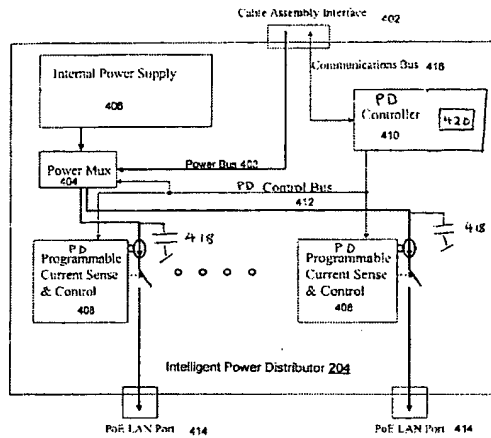 Cable Assembly Interface 402
Communications Bus 416
Internal Power Supply
406
PD
Controller
410
420
Power Mux
404
Power Bus 403
PD Control Bus
412
418
418
PD
Programmable
Current Sense
& Control
408
PD
Programmable
Current Sense
& Control
408
Intelligent Power Distributor 204
PoE LAN Port 414
PoE LAN Port 414